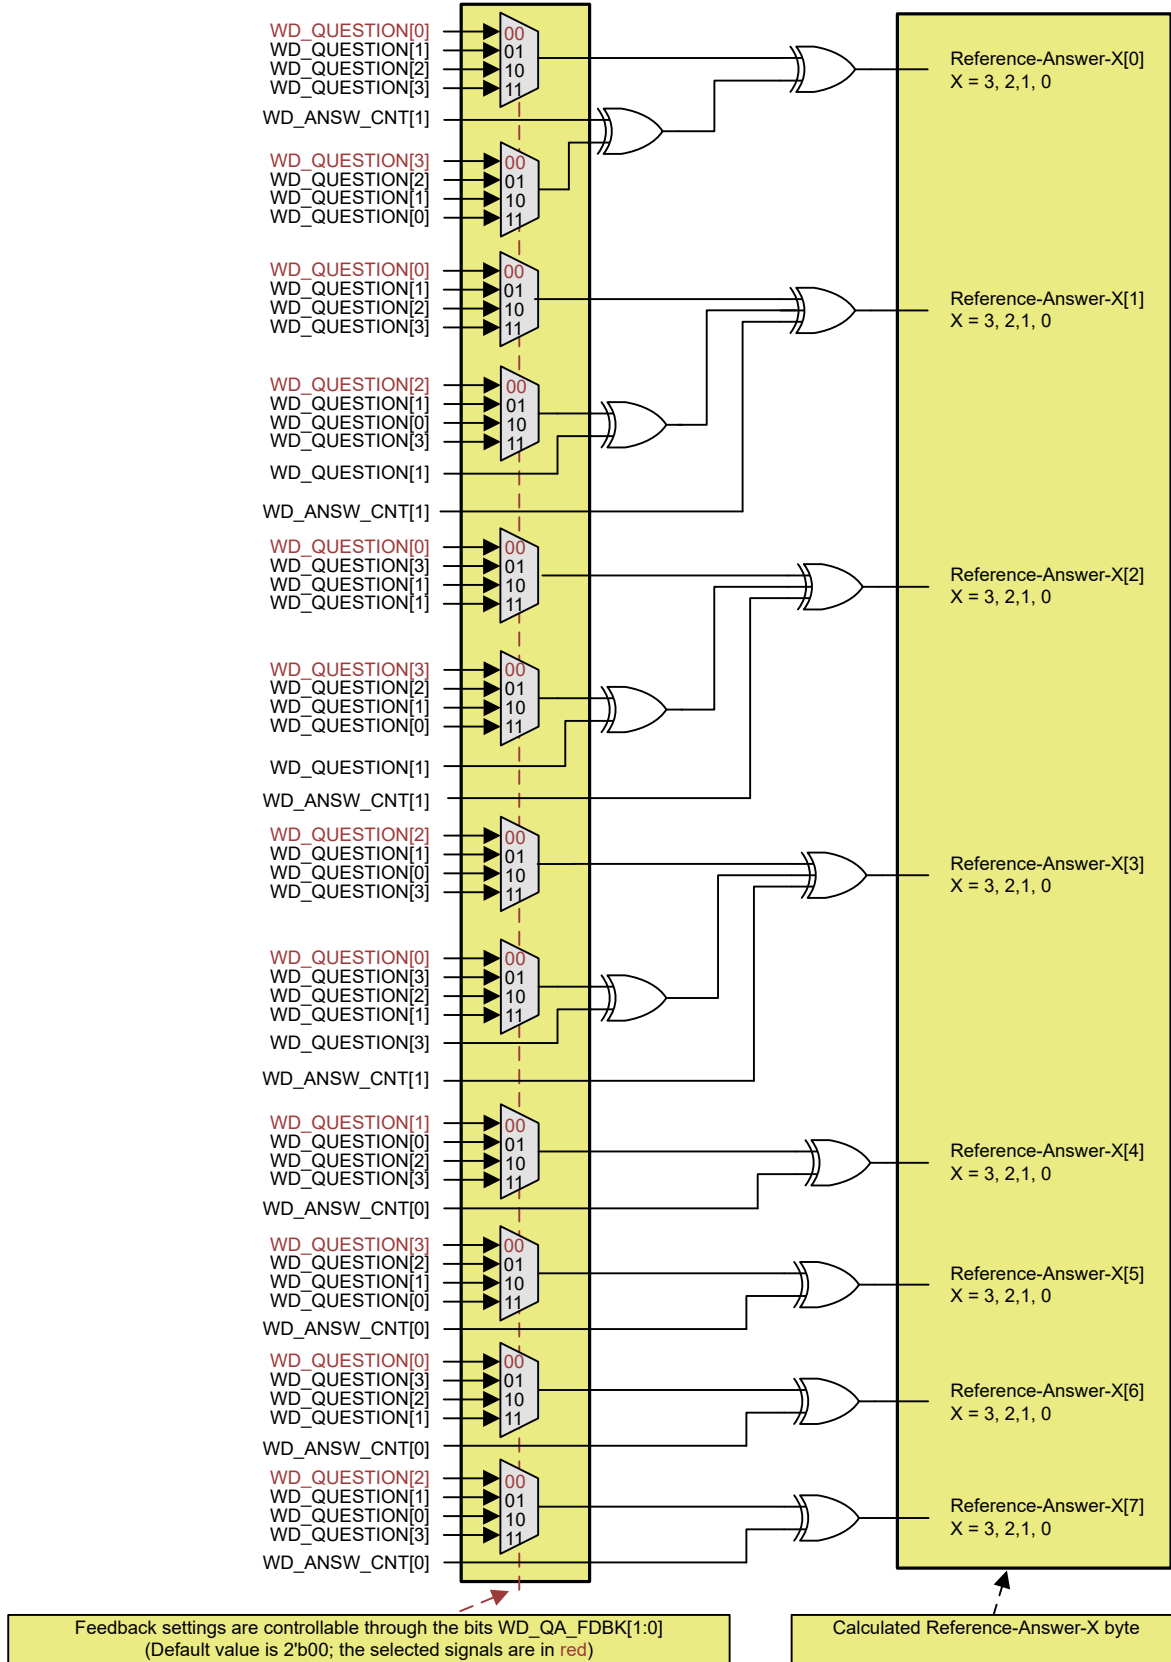 WD_QUESTION[0] 00
WD_QUESTION[1] 01
WD_QUESTION[2] 10
WD_QUESTION[3] 11
Reference-Answer-X[0]
X = 3, 2,1, 0
WD_ANSW_CNT[1]
WD_QUESTION[3] 00
WD_QUESTION[2] 01
WD_QUESTION[1] 10
WD_QUESTION[0] 11
WD_QUESTION[0] 00
WD_QUESTION[1] 01
WD_QUESTION[2] 10
WD_QUESTION[3] 11
Reference-Answer-X[1]
X = 3, 2,1, 0
WD_QUESTION[2] 00
WD_QUESTION[1] 01
WD_QUESTION[0] 10
WD_QUESTION[3] 11
WD_QUESTION[1]
WD_ANSW_CNT[1]
WD_QUESTION[0] 00
WD_QUESTION[3] 01
WD_QUESTION[1] 10
WD_QUESTION[1] 11
Reference-Answer-X[2]
X = 3, 2,1, 0
WD_QUESTION[3] 00
WD_QUESTION[2] 01
WD_QUESTION[1] 10
WD_QUESTION[0] 11
WD_QUESTION[1]
WD_ANSW_CNT[1]
WD_QUESTION[2] 00
WD_QUESTION[1] 01
WD_QUESTION[0] 10
WD_QUESTION[3] 11
Reference-Answer-X[3]
X = 3, 2,1, 0
WD_QUESTION[0] 00
WD_QUESTION[3] 01
WD_QUESTION[2] 10
WD_QUESTION[1] 11
WD_QUESTION[3]
WD_ANSW_CNT[1]
WD_QUESTION[1] 00
WD_QUESTION[0] 01
WD_QUESTION[2] 10
WD_QUESTION[3] 11
Reference-Answer-X[4]
X = 3, 2,1, 0
WD_ANSW_CNT[0]
WD_QUESTION[3] 00
WD_QUESTION[2] 01
WD_QUESTION[1] 10
WD_QUESTION[0] 11
Reference-Answer-X[5]
X = 3, 2,1, 0
WD_ANSW_CNT[0]
WD_QUESTION[0] 00
WD_QUESTION[3] 01
WD_QUESTION[2] 10
WD_QUESTION[1] 11
Reference-Answer-X[6]
X = 3, 2,1, 0
WD_ANSW_CNT[0]
WD_QUESTION[2] 00
WD_QUESTION[1] 01
WD_QUESTION[0] 10
WD_QUESTION[3] 11
Reference-Answer-X[7]
X = 3, 2,1, 0
WD_ANSW_CNT[0]
Feedback settings are controllable through the bits WD_QA_FDBK[1:0]
(Default value is 2'b00; the selected signals are in red)
Calculated Reference-Answer-X byte